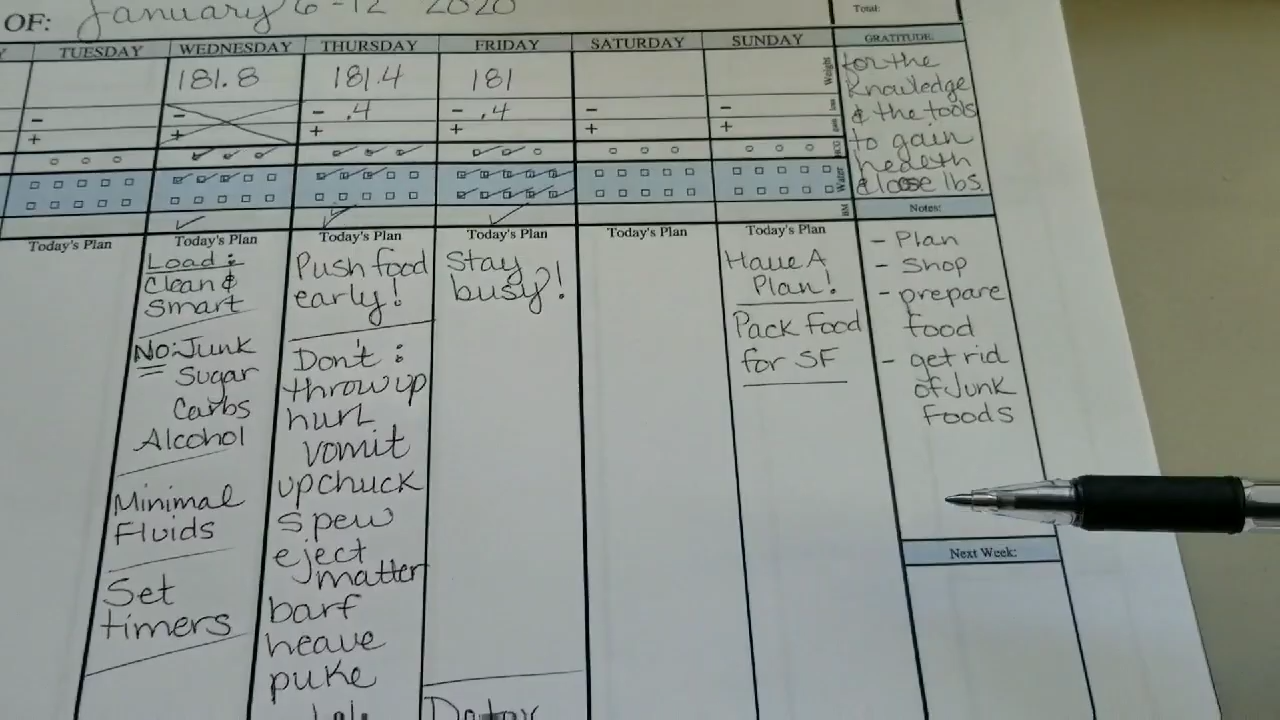 OF: January 6-12 2020
Total:
TUESDAY WEDNESDAY THURSDAY FRIDAY SATURDAY SUNDAY GRATITUDE:
181.8 181.4 181 Weight
- - - .4 - .4 - -
+ + + + + +
Water
BM
for the
Knowledge
& the tools
to gain
health
& loose lbs.
Notes:
- Plan
- Shop
- prepare
food
- get rid
of Junk
Foods
Next Week:
Today's Plan
Today's Plan
Load:
Clean &
Smart
No: Junk
Sugar
Carbs
Alcohol
Minimal
Fluids
Set
timers
Today's Plan
Push food
early!
Don't:
throw up
hurl
vomit
upchuck
spew
eject
matter
barf
heave
puke
Today's Plan
Stay
busy!
Today's Plan
Today's Plan
Have A
Plan!
Pack Food
for SF